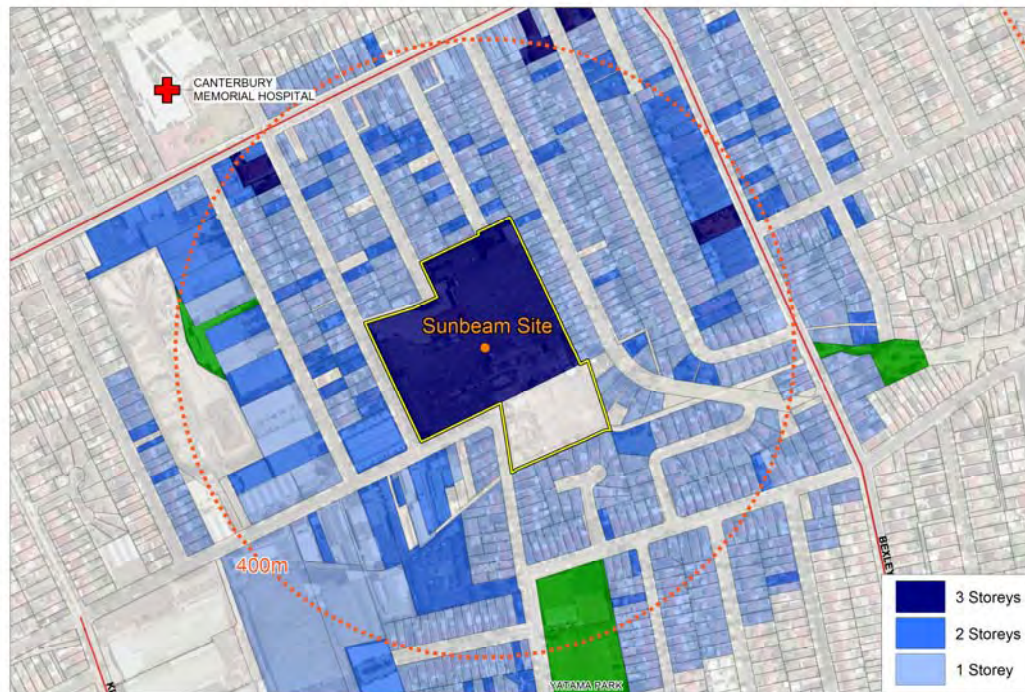 CANTERBURY
MEMORIAL HOSPITAL
Sunbeam Site
400m
BEXLEY
YATAMA PARK
3 Storeys
2 Storeys
1 Storey